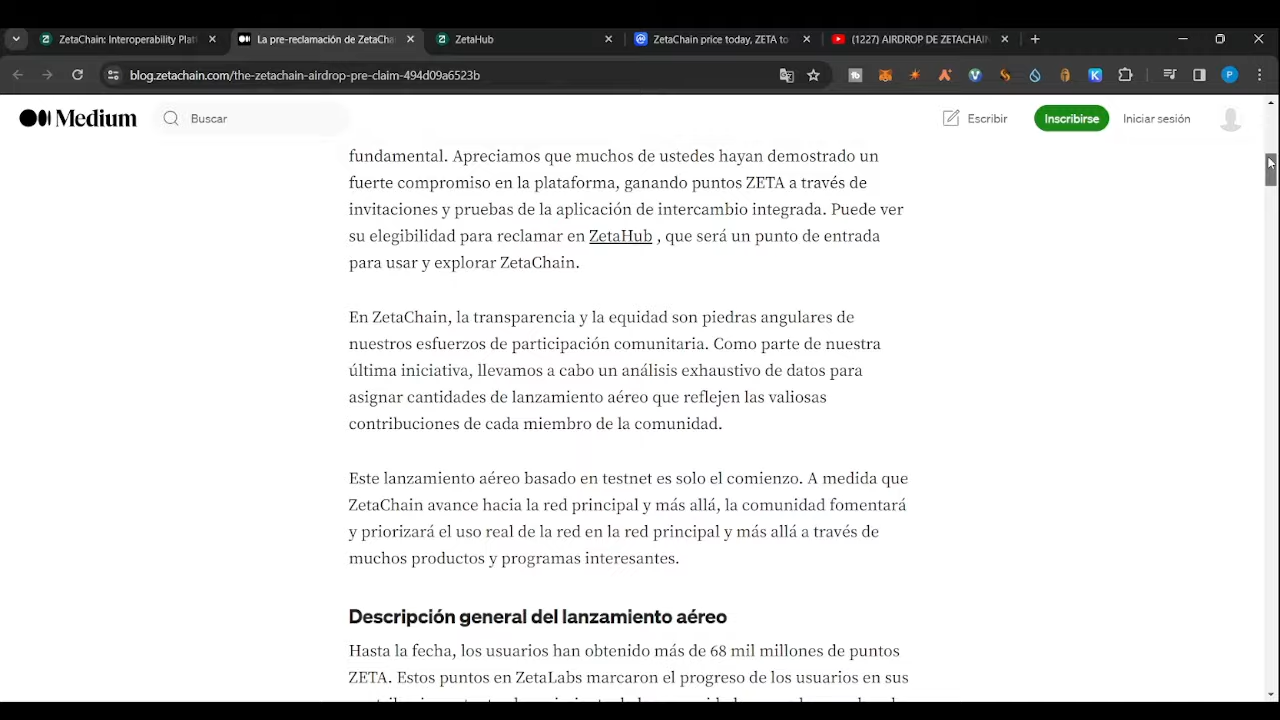 ZetaChain: Interoperability Plat
La pre-reclamación de ZetaCha
ZetaHub
ZetaChain price today, ZETA to
(1227) AIRDROP DE ZETACHAIN
blog.zetachain.com/the-zetachain-airdrop-pre-claim-494d09a6523b
P
Medium
Buscar
Escribir
Inscribirse
Iniciar sesión
fundamental. Apreciamos que muchos de ustedes hayan demostrado un
fuerte compromiso en la plataforma, ganando puntos ZETA a través de
invitaciones y pruebas de la aplicación de intercambio integrada. Puede ver
su elegibilidad para reclamar en ZetaHub , que será un punto de entrada
para usar y explorar ZetaChain.
En ZetaChain, la transparencia y la equidad son piedras angulares de
nuestros esfuerzos de participación comunitaria. Como parte de nuestra
última iniciativa, llevamos a cabo un análisis exhaustivo de datos para
asignar cantidades de lanzamiento aéreo que reflejen las valiosas
contribuciones de cada miembro de la comunidad.
Este lanzamiento aéreo basado en testnet es solo el comienzo. A medida que
ZetaChain avance hacia la red principal y más allá, la comunidad fomentará
y priorizará el uso real de la red en la red principal y más allá a través de
muchos productos y programas interesantes.
Descripción general del lanzamiento aéreo
Hasta la fecha, los usuarios han obtenido más de 68 mil millones de puntos
ZETA. Estos puntos en ZetaLabs marcaron el progreso de los usuarios en sus